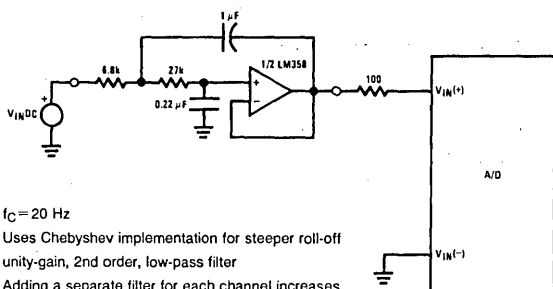 1 µF
1/2 LM358
6.8k
27k
100
+
VIN(+)
+
−
VINDC
0.22 µF
A/D
fC=20 Hz
Uses Chebyshev implementation for steeper roll-off
unity-gain, 2nd order, low-pass filter
VIN(−)
Adding a separate filter for each channel increases